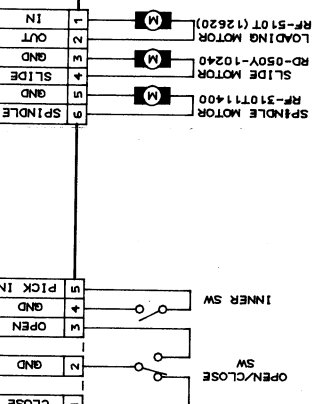 IN 1
OUT 2
GND 3
SLIDE 4
GND 5
SPINDLE 6
M
M
M
LOADING MOTOR
RF-510T (12620)
SLIDE MOTOR
RD-050Y-10240
SPINDLE MOTOR
RF-310T11400
PICK IN 5
GND 4
OPEN 3
GND 2
CLOSE
INNER SW
OPEN/CLOSE
SW